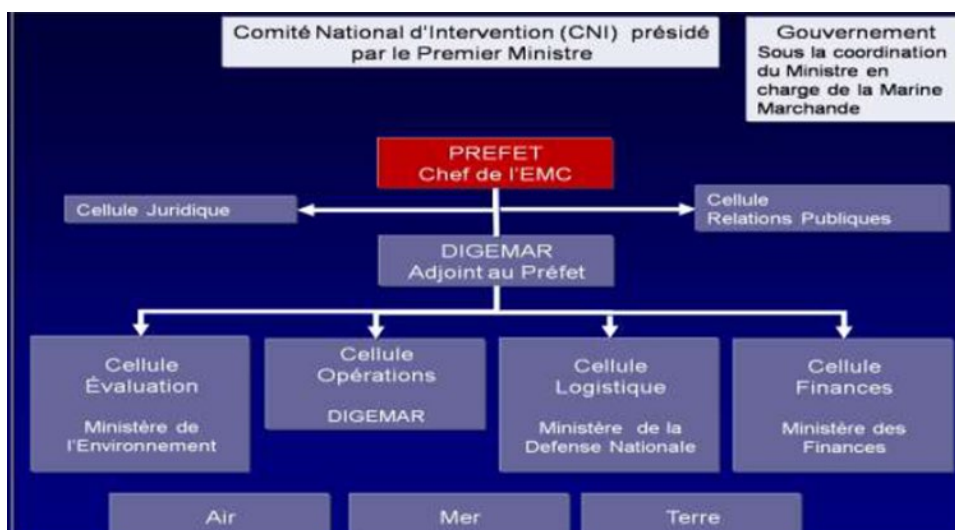 Comité National d'Intervention (CNI) présidé
par le Premier Ministre
Gouvernement
Sous la coordination
du Ministre en
charge de la Marine
Marchande
PREFET
Chef de l'EMC
Cellule Juridique
Cellule
Relations Publiques
DIGEMAR
Adjoint au Préfet
Cellule
Évaluation
Ministère de
l'Environnement
Cellule
Opérations
DIGEMAR
Cellule
Logistique
Ministère de la
Defense Nationale
Cellule
Finances
Ministère des
Finances
Air
Mer
Terre